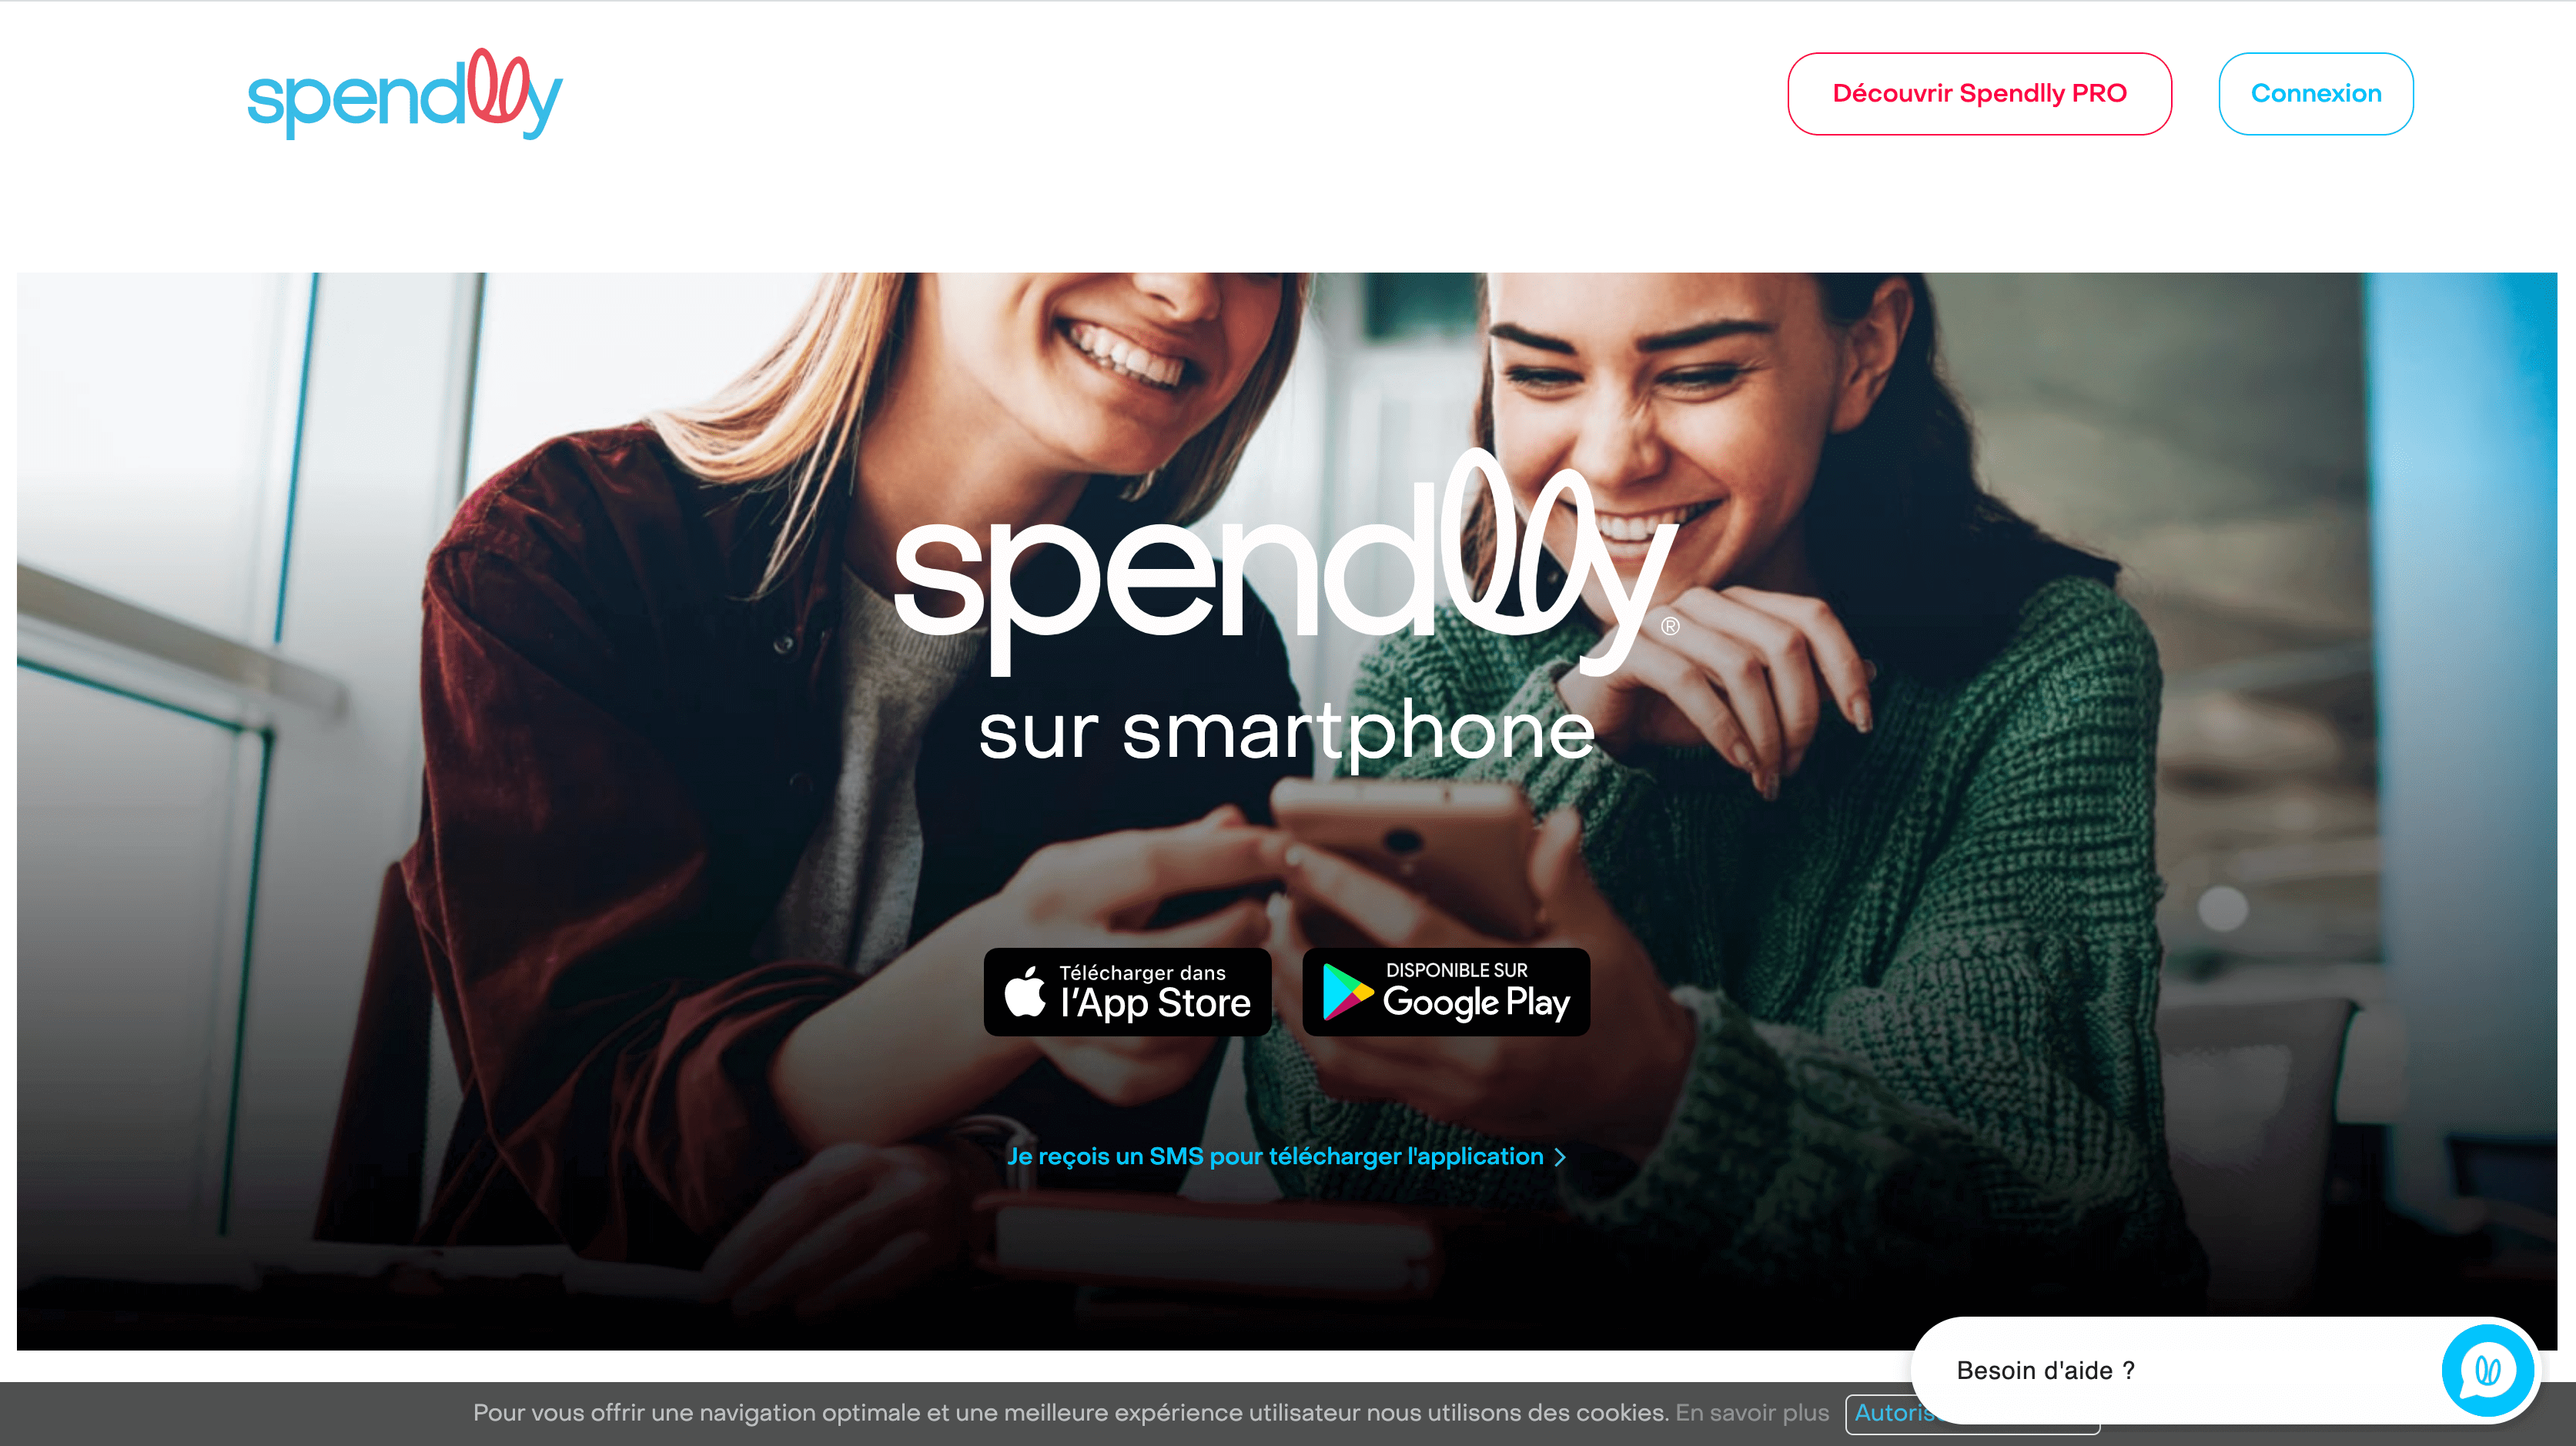 spendlly
Découvrir Spendlly PRO
Connexion
spendlly®
sur smartphone
Télécharger dans
l'App Store
DISPONIBLE SUR
Google Play
Je reçois un SMS pour télécharger l'application
Besoin d'aide ?
Pour vous offrir une navigation optimale et une meilleure expérience utilisateur nous utilisons des cookies. En savoir plus